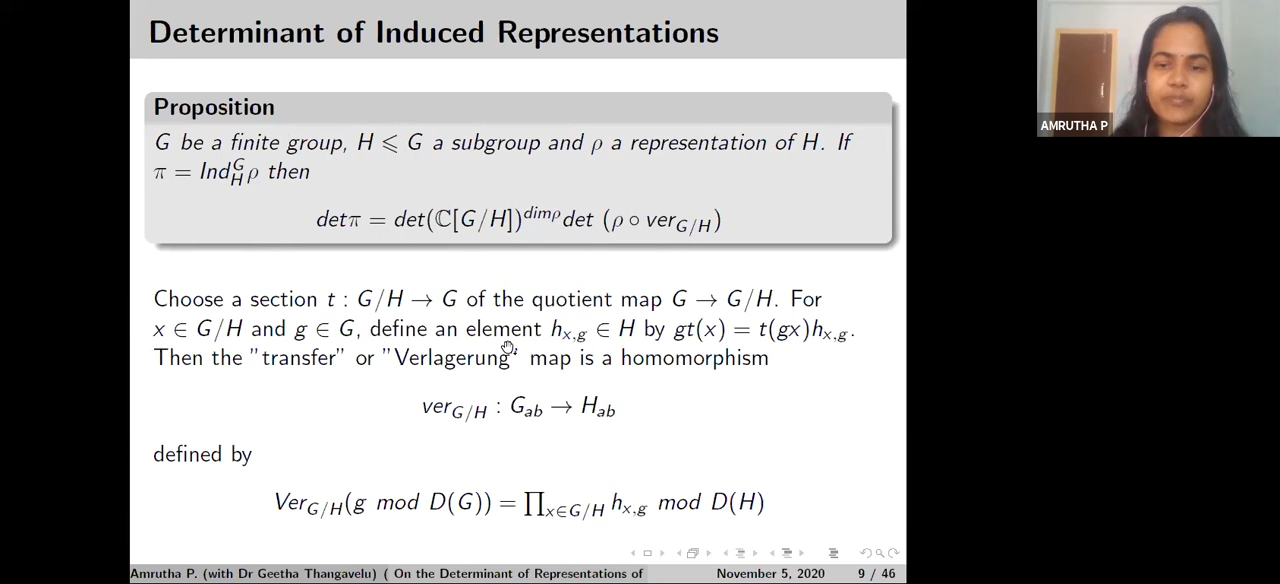 Determinant of Induced Representations
Proposition
G be a finite group, H ⩽ G a subgroup and ρ a representation of H. If
π = Ind_H^G ρ then
detπ = det(ℂ[G/H])^{dimρ} det (ρ ∘ ver_{G/H})
Choose a section t : G/H → G of the quotient map G → G/H. For
x ∈ G/H and g ∈ G, define an element h_{x,g} ∈ H by gt(x) = t(gx)h_{x,g}.
Then the "transfer" or "Verlagerung" map is a homomorphism
ver_{G/H} : G_{ab} → H_{ab}
defined by
Ver_{G/H}(g mod D(G)) = ∏_{x∈G/H} h_{x,g} mod D(H)
Amrutha P. (with Dr Geetha Thangavelu) ( On the Determinant of Representations of
November 5, 2020
9 / 46
AMRUTHA P